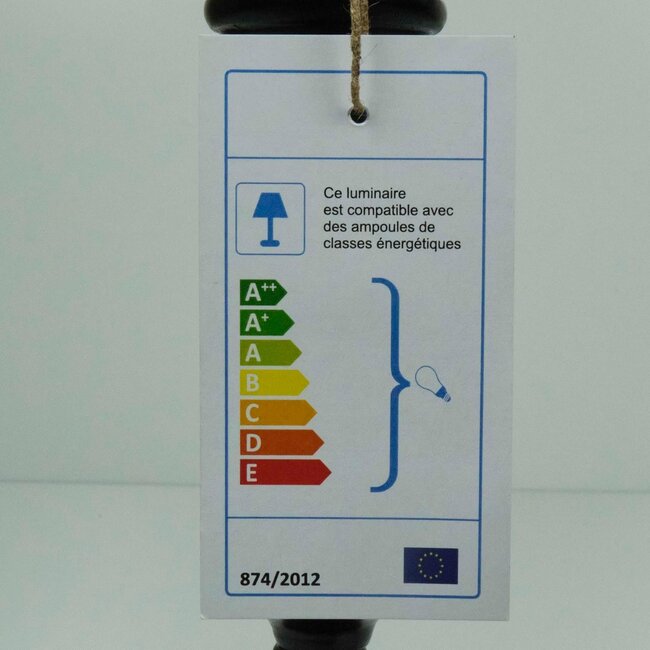 Ce luminaire
est compatible avec
des ampoules de
classes énergétiques
A++
A+
A
B
C
D
E
874/2012